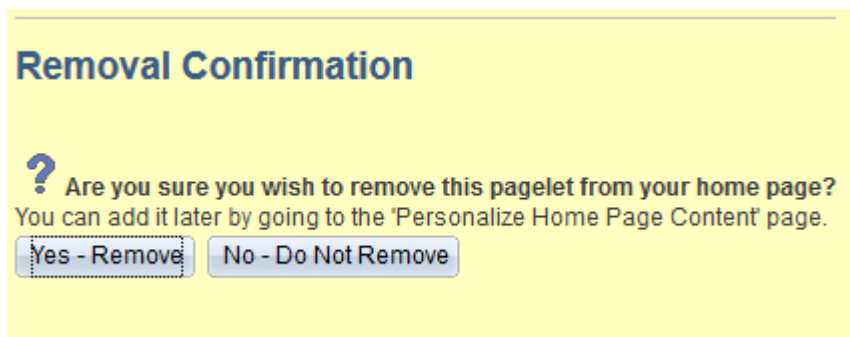 Removal Confirmation
Are you sure you wish to remove this pagelet from your home page?
You can add it later by going to the 'Personalize Home Page Content' page.
Yes - Remove No - Do Not Remove